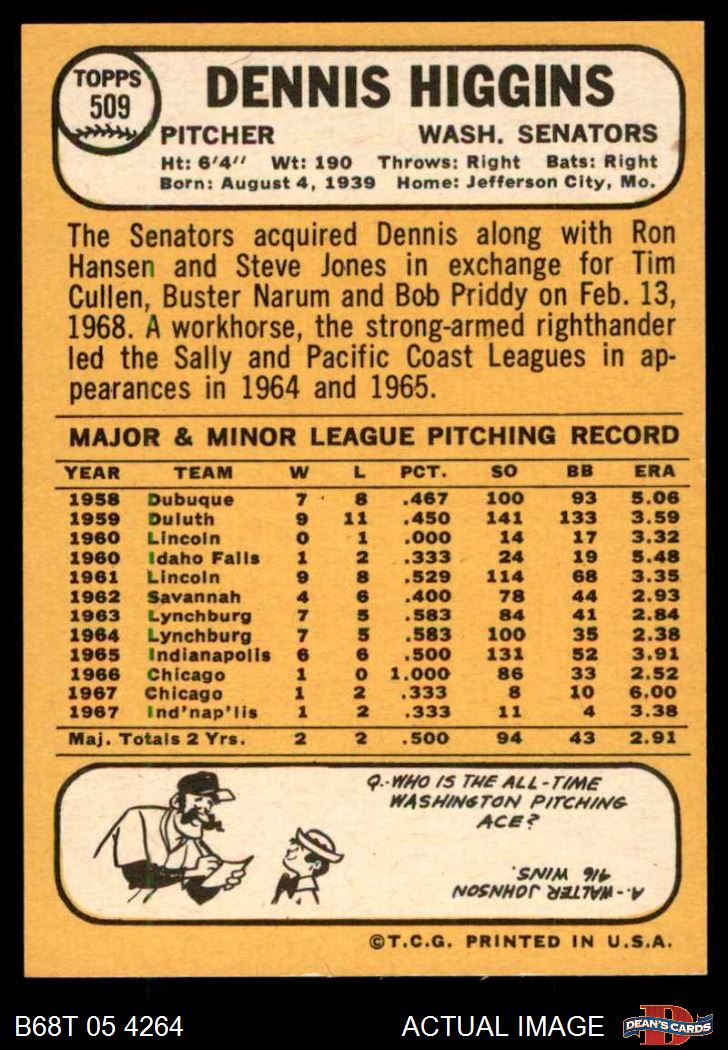 TOPPS
509
DENNIS HIGGINS
PITCHER WASH. SENATORS
Ht: 6'4" Wt: 190 Throws: Right Bats: Right
Born: August 4, 1939 Home: Jefferson City, Mo.
The Senators acquired Dennis along with Ron
Hansen and Steve Jones in exchange for Tim
Cullen, Buster Narum and Bob Priddy on Feb. 13,
1968. A workhorse, the strong-armed righthander
led the Sally and Pacific Coast Leagues in ap-
pearances in 1964 and 1965.
MAJOR & MINOR LEAGUE PITCHING RECORD
YEAR TEAM W L PCT. SO BB ERA
1958 Dubuque 7 8 .467 100 93 5.06
1959 Duluth 9 11 .450 141 133 3.59
1960 Lincoln 0 1 .000 14 17 3.32
1960 Idaho Falls 1 2 .333 24 19 5.48
1961 Lincoln 9 8 .529 114 68 3.35
1962 Savannah 4 6 .400 78 44 2.93
1963 Lynchburg 7 5 .583 84 41 2.84
1964 Lynchburg 7 5 .583 100 35 2.38
1965 Indianapolis 6 6 .500 131 52 3.91
1966 Chicago 1 0 1.000 86 33 2.52
1967 Chicago 1 2 .333 8 10 6.00
1967 Ind'nap'lis 1 2 .333 11 4 3.38
Maj. Totals 2 Yrs. 2 2 .500 94 43 2.91
Q.-WHO IS THE ALL-TIME
WASHINGTON PITCHING
ACE?
A.-WALTER JOHNSON
416 WINS.
©T.C.G. PRINTED IN U.S.A.
B68T 05 4264 ACTUAL IMAGE D DEAN'S CARDS